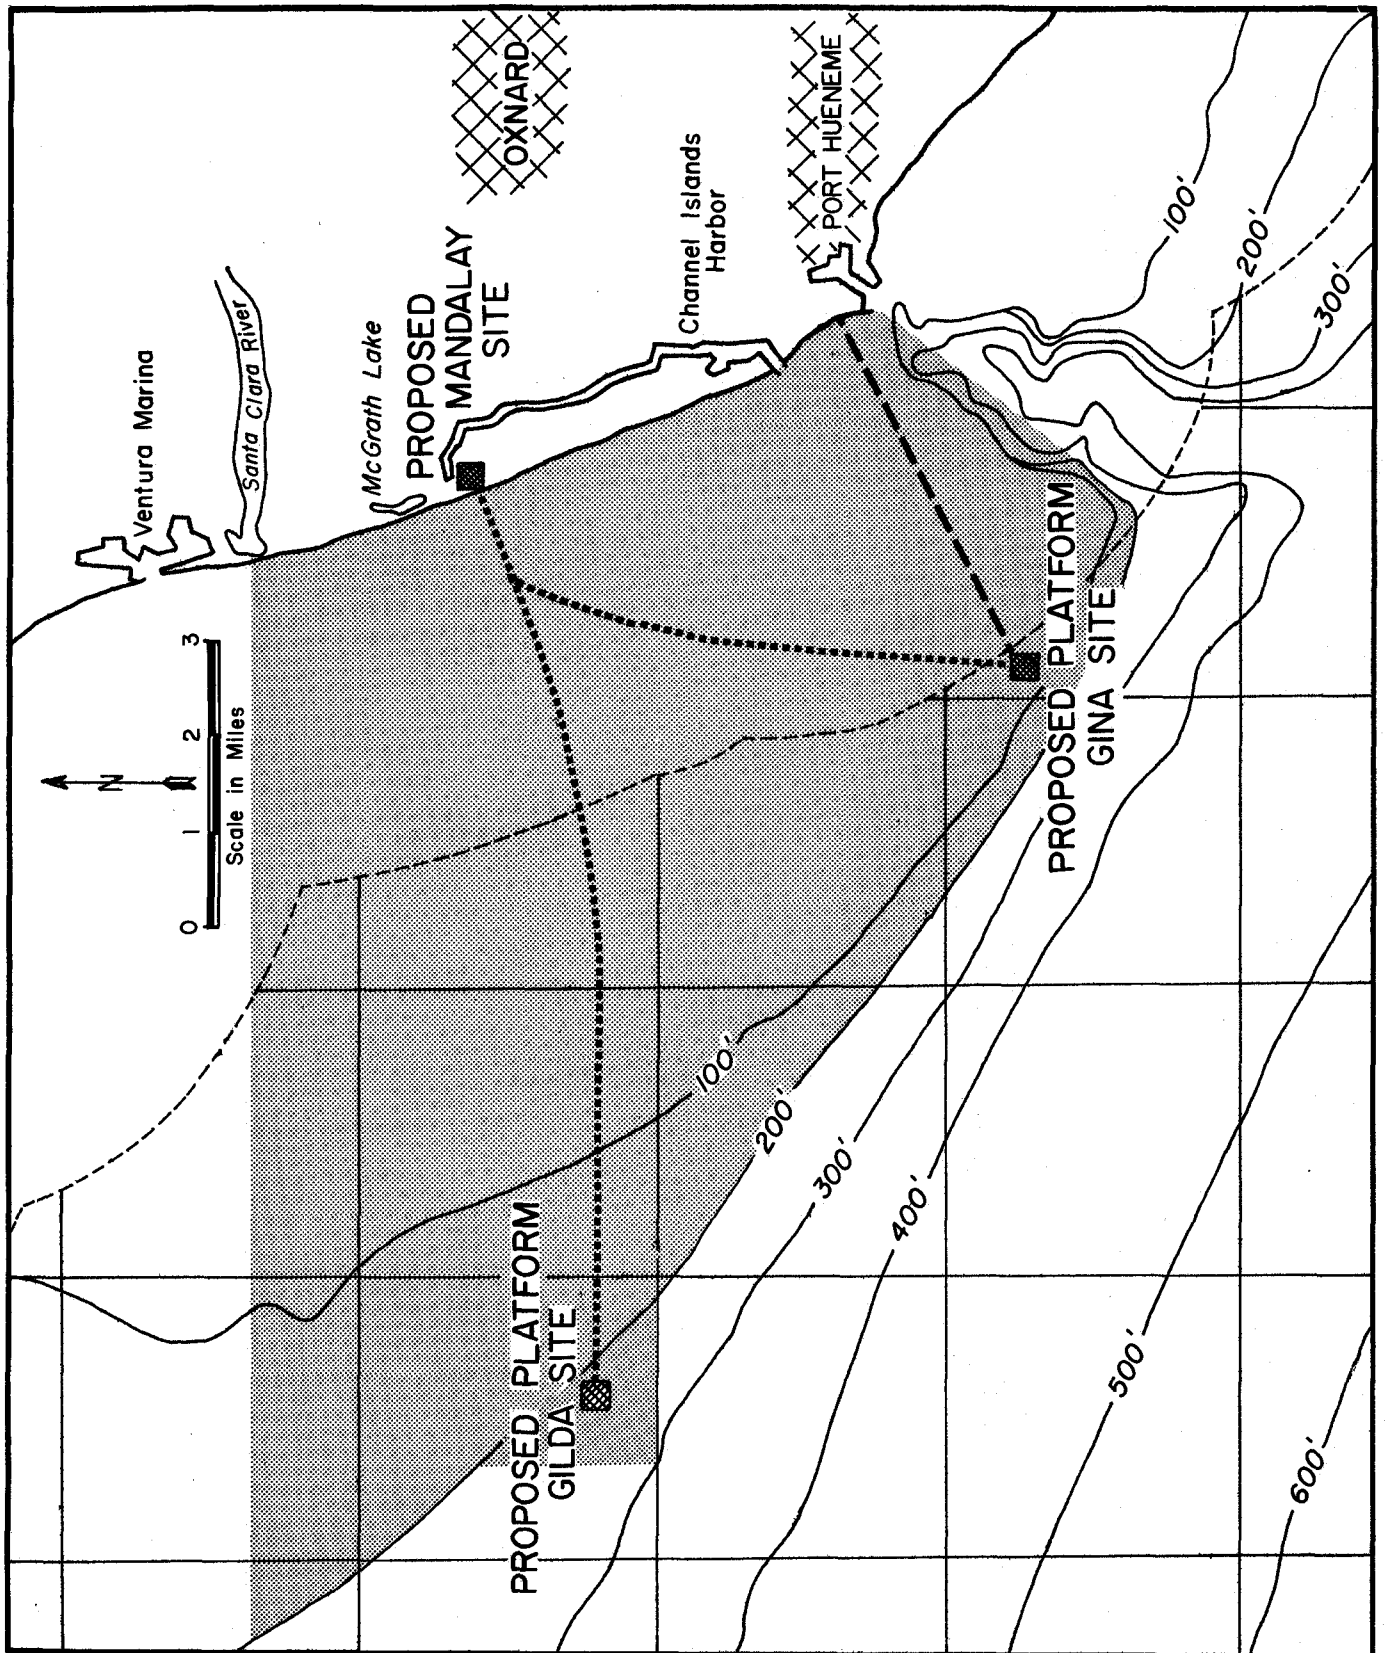 Ventura Marina
Santa Clara River
McGrath Lake
PROPOSED
MANDALAY
SITE
OXNARD
Channel Islands
Harbor
PORT HUENEME
N
0 1 2 3
Scale in Miles
PROPOSED PLATFORM
GILDA SITE
PROPOSED PLATFORM
GINA SITE
100'
200'
300'
100'
200'
300'
400'
500'
600'